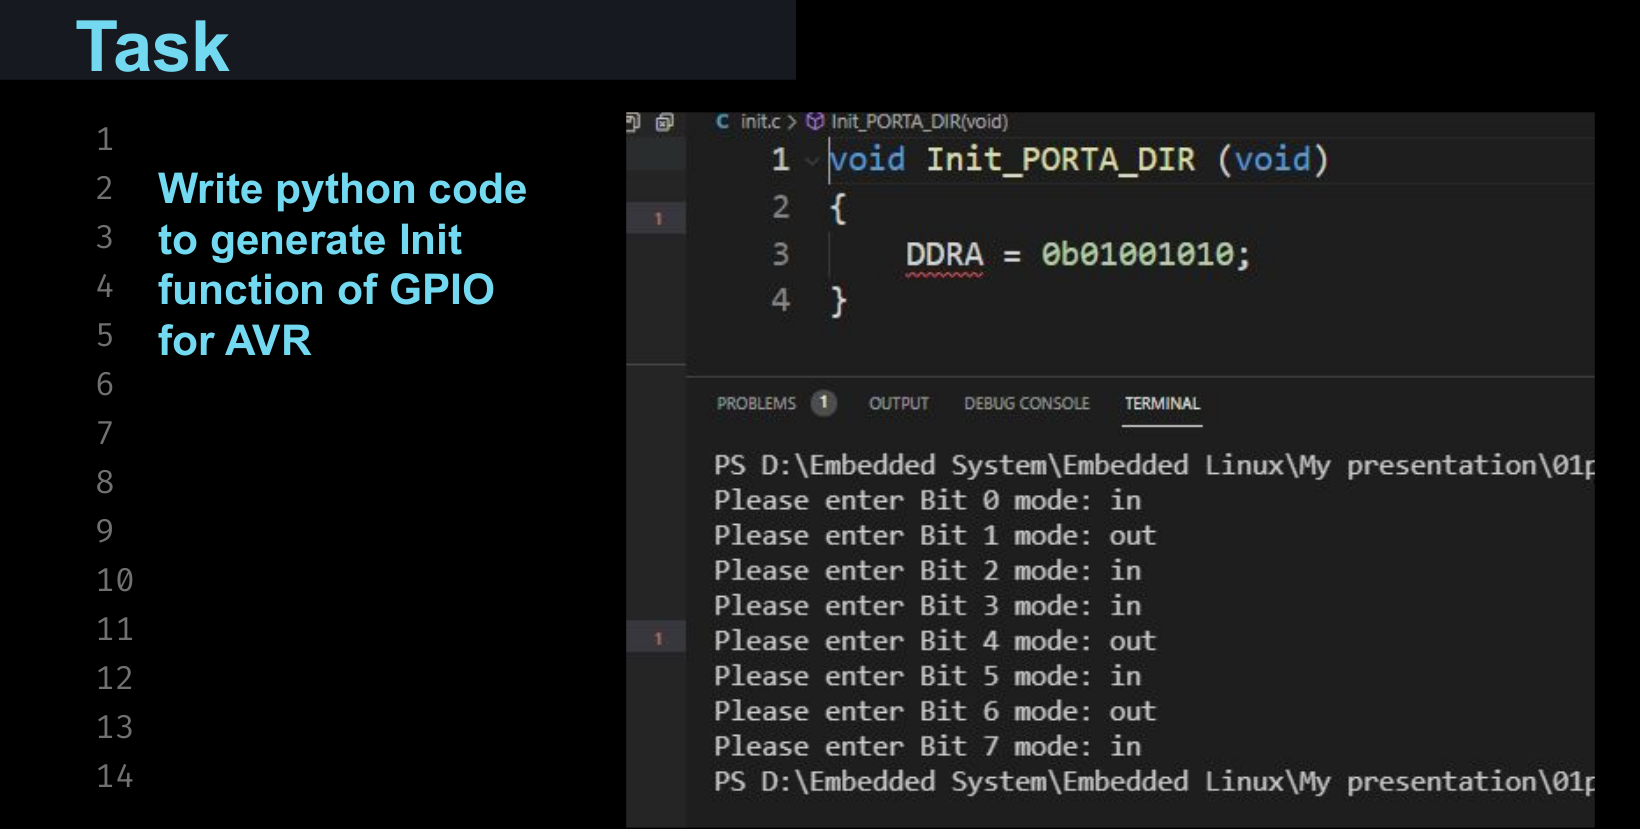 Task
1
2 Write python code
3 to generate Init
4 function of GPIO
5 for AVR
6
7
8
9
10
11
12
13
14
C init.c > Init_PORTA_DIR(void)
1 void Init_PORTA_DIR (void)
2 {
3 DDRA = 0b01001010;
4 }
1
1
PROBLEMS 1 OUTPUT DEBUG CONSOLE TERMINAL
PS D:\Embedded System\Embedded Linux\My presentation\01p
Please enter Bit 0 mode: in
Please enter Bit 1 mode: out
Please enter Bit 2 mode: in
Please enter Bit 3 mode: in
Please enter Bit 4 mode: out
Please enter Bit 5 mode: in
Please enter Bit 6 mode: out
Please enter Bit 7 mode: in
PS D:\Embedded System\Embedded Linux\My presentation\01p